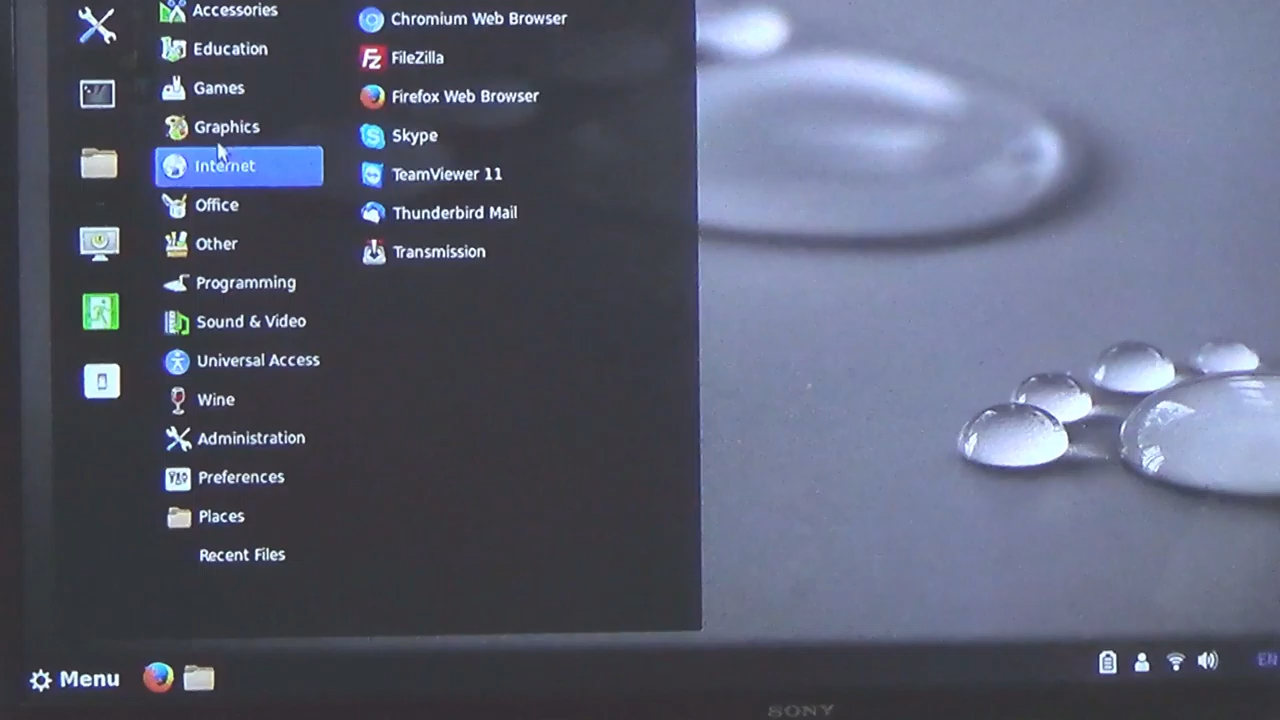 Accessories
Education
Games
Graphics
Internet
Office
Other
Programming
Sound & Video
Universal Access
Wine
Administration
Preferences
Places
Recent Files
Chromium Web Browser
FileZilla
Firefox Web Browser
Skype
TeamViewer 11
Thunderbird Mail
Transmission
Menu
EN
SONY